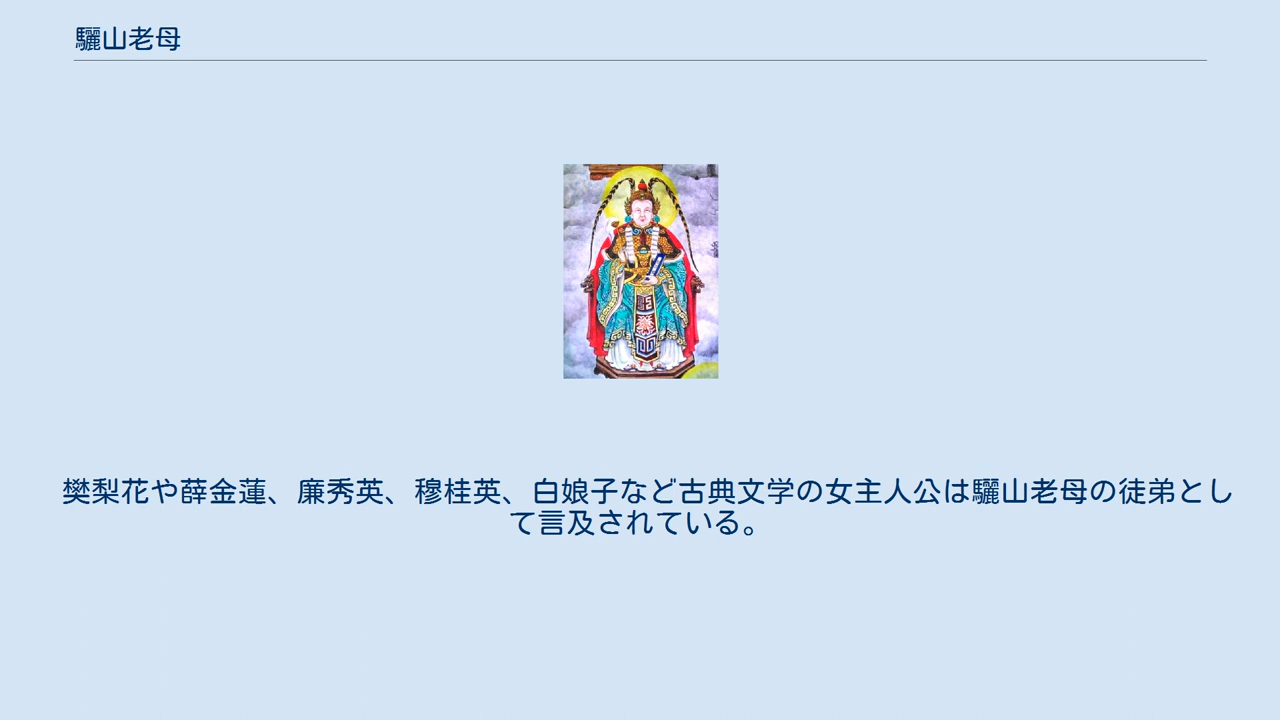 驪山老母
樊梨花や薛金蓮、廉秀英、穆桂英、白娘子など古典文学の女主人公は驪山老母の徒弟とし
て言及されている。